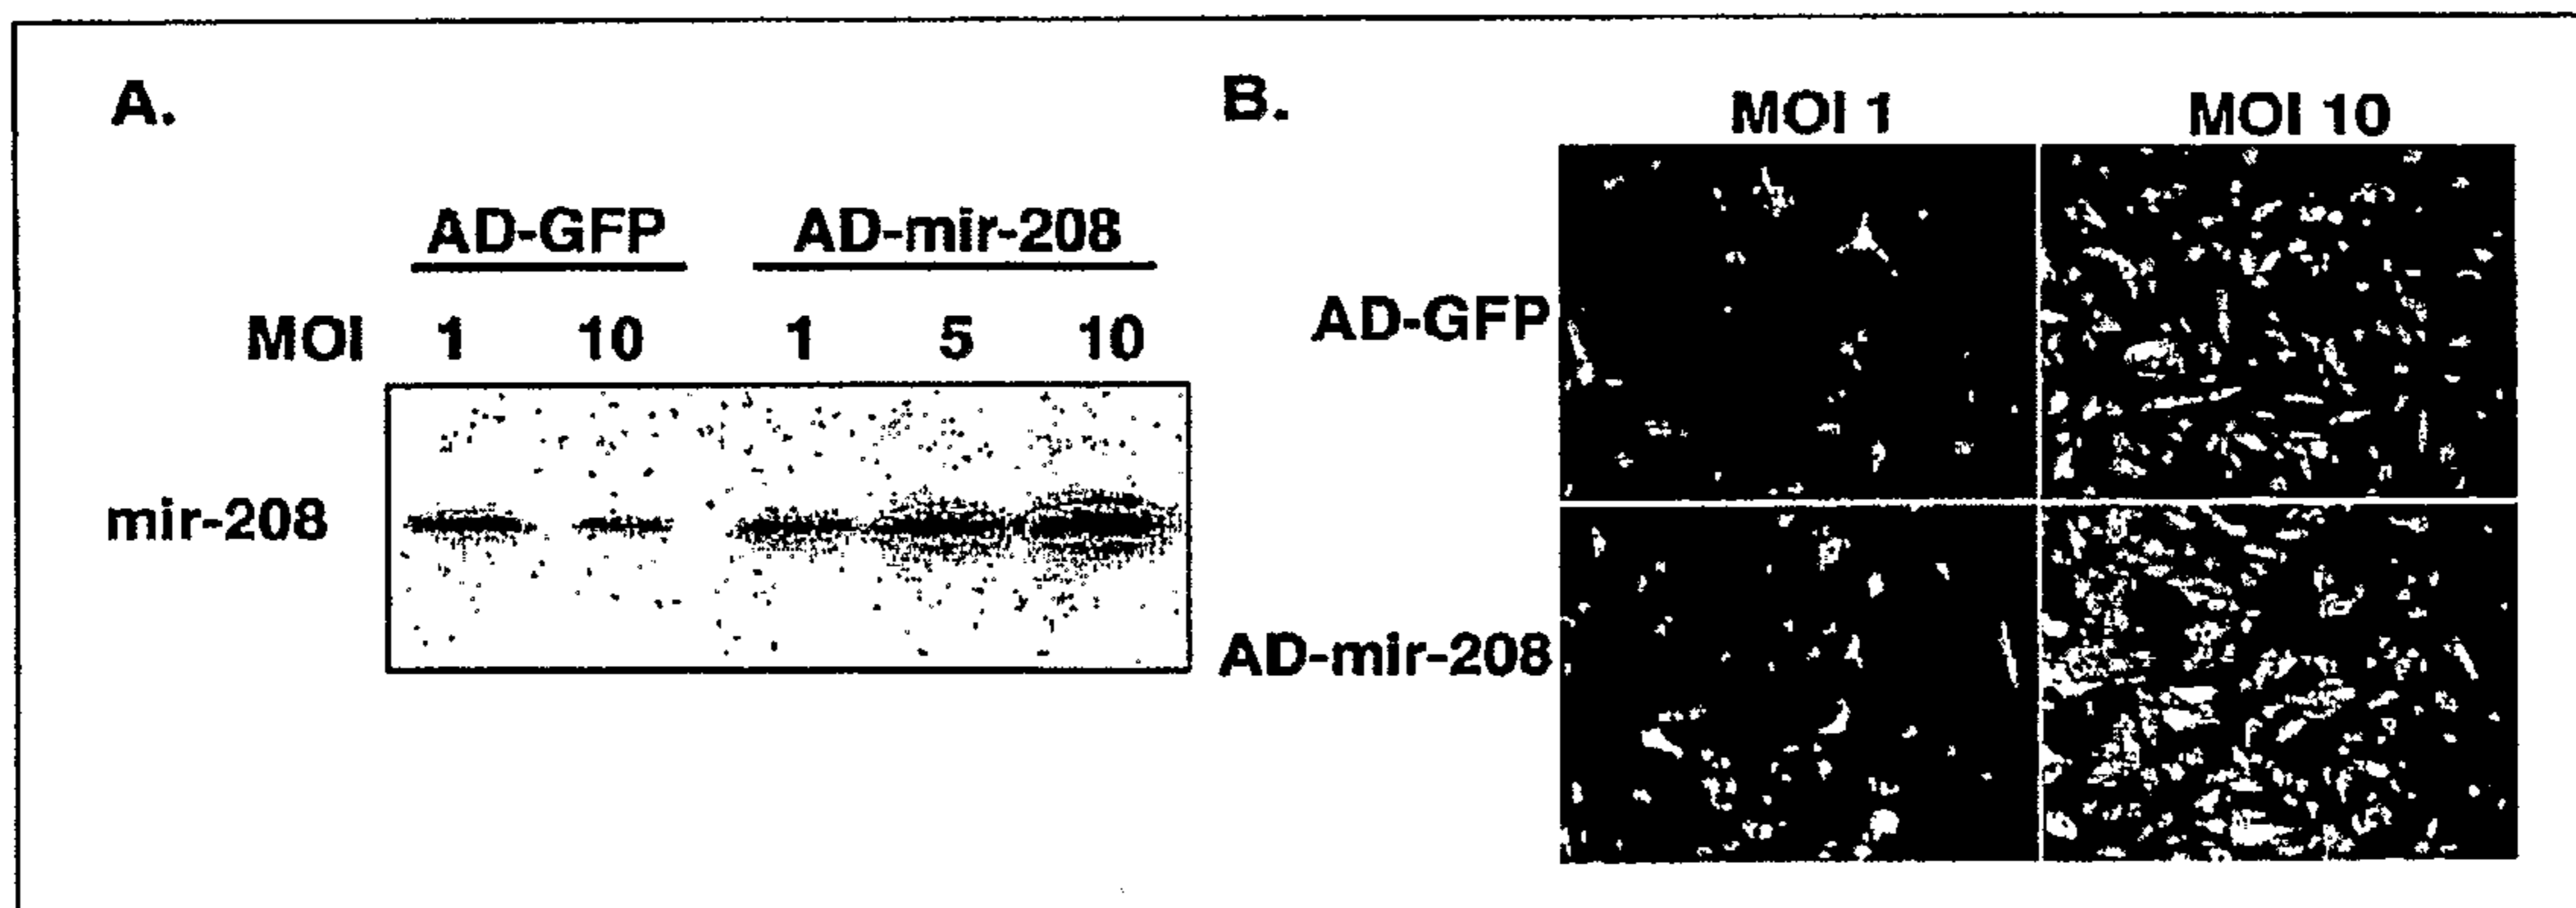 A.
AD-GFP AD-mir-208
MOI 1 10 1 5 10
mir-208
B.
MOI 1 MOI 10
AD-GFP
AD-mir-208